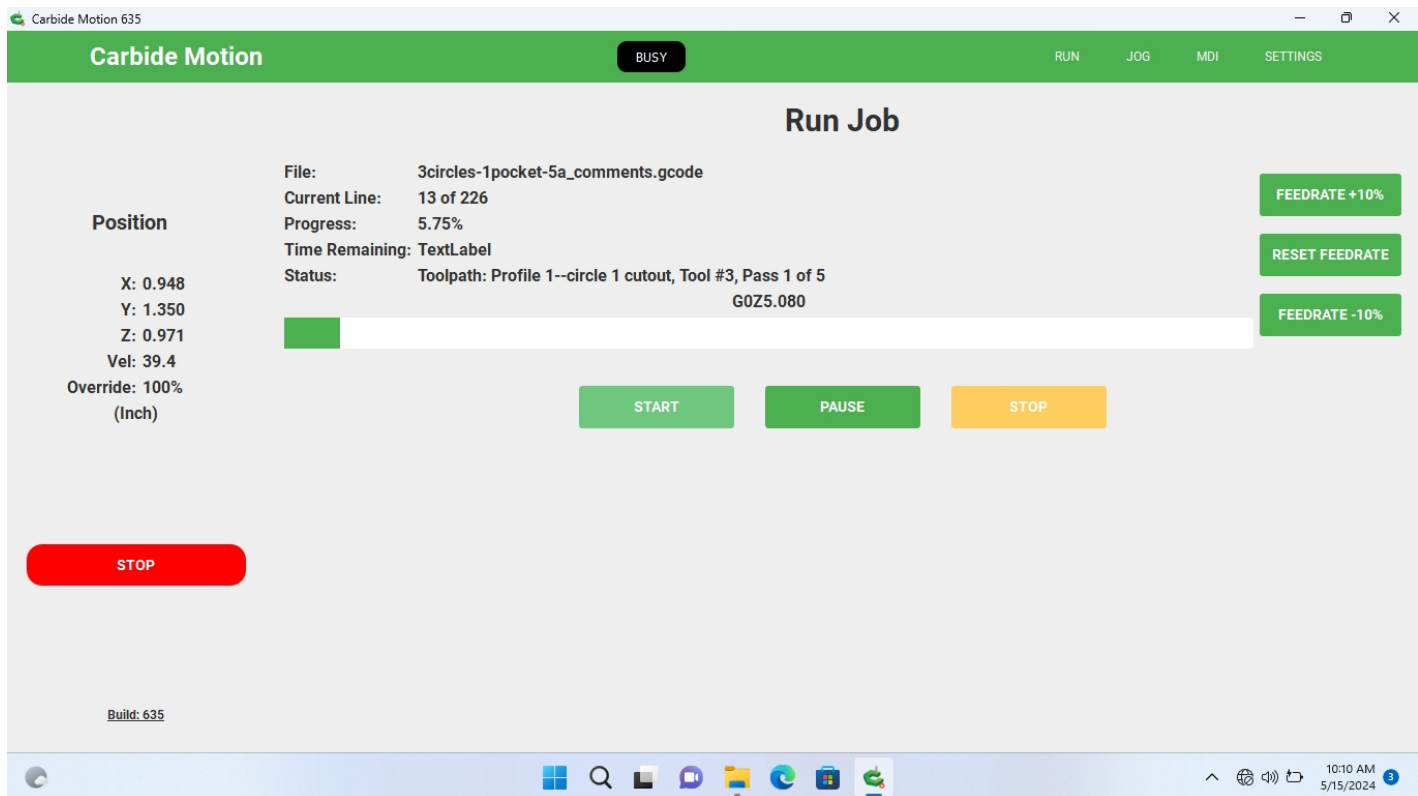 Carbide Motion 635
Carbide Motion
BUSY
RUN JOG MDI SETTINGS
Run Job
Position
X: 0.948
Y: 1.350
Z: 0.971
Vel: 39.4
Override: 100%
(Inch)
STOP
Build: 635
File: 3circles-1pocket-5a_comments.gcode
Current Line: 13 of 226
Progress: 5.75%
Time Remaining: TextLabel
Status: Toolpath: Profile 1--circle 1 cutout, Tool #3, Pass 1 of 5
G0Z5.080
START PAUSE STOP
FEEDRATE +10%
RESET FEEDRATE
FEEDRATE -10%
10:10 AM
5/15/2024
3